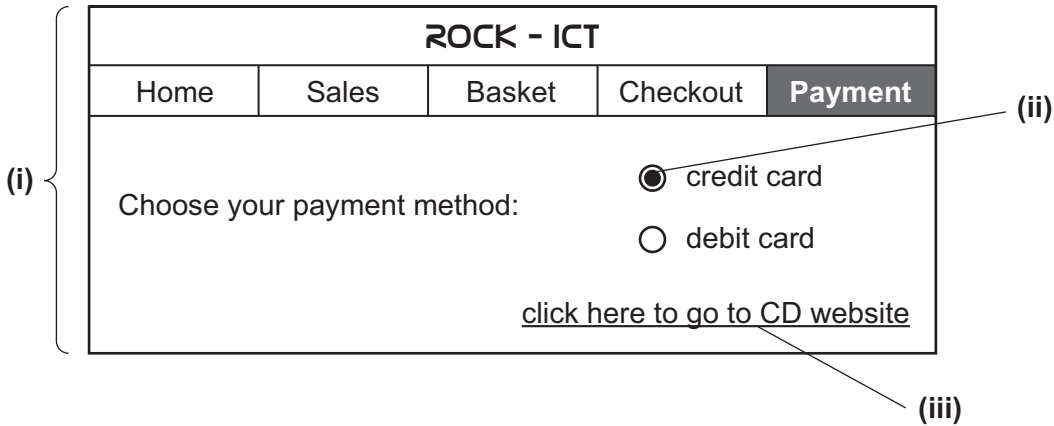 ROCK - ICT
Home Sales Basket Checkout Payment
(ii)
(i)
credit card
Choose your payment method:
debit card
click here to go to CD website
(iii)